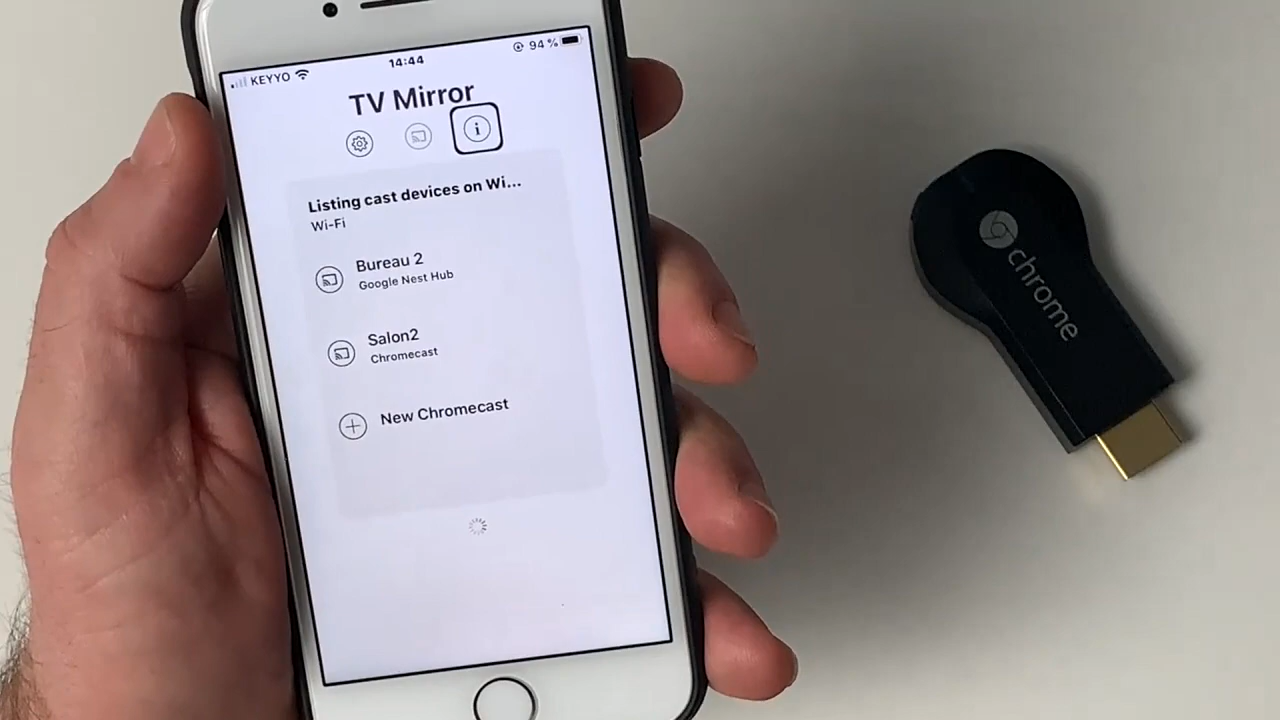 KEYYO
14:44
94 %
TV Mirror
i
Listing cast devices on Wi...
Wi-Fi
Bureau 2
Google Nest Hub
Salon2
Chromecast
New Chromecast
chrome